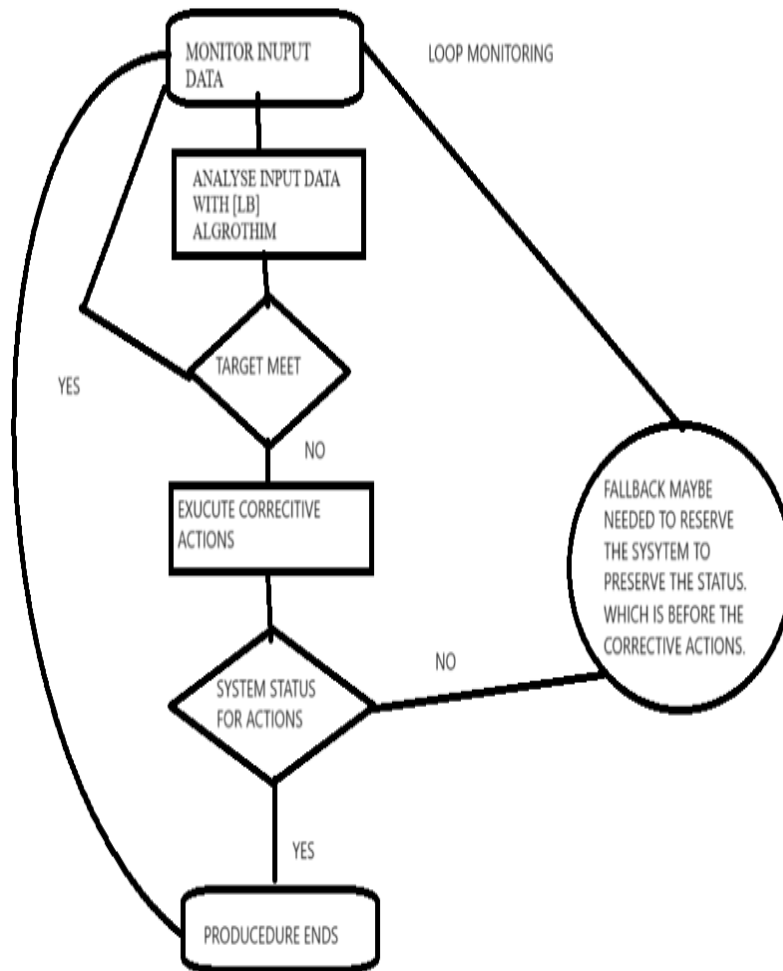 MONITOR INUPUT
DATA
LOOP MONITORING
ANALYSE INPUT DATA
WITH [LB]
ALGROTHIM
TARGET MEET
YES
NO
EXUCUTE CORRECITIVE
ACTIONS
FALLBACK MAYBE
NEEDED TO RESERVE
THE SYSYTEM TO
PRESERVE THE STATUS.
WHICH IS BEFORE THE
CORRECTIVE ACTIONS.
SYSTEM STATUS
FOR ACTIONS
NO
YES
PRODUCEDURE ENDS